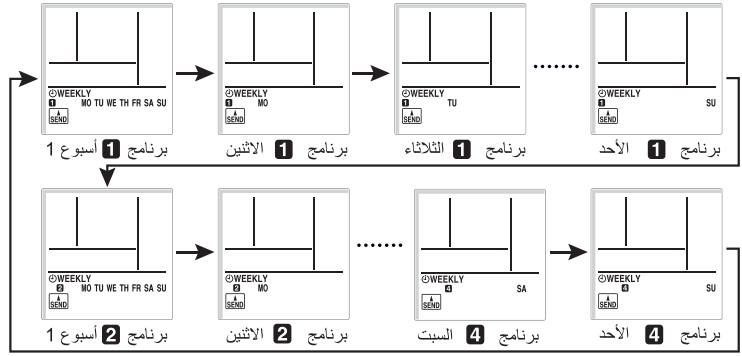 WEEKLY
1 MO TU WE TH FR SA SU
SEND
برنامج 1 أسبوع 1
WEEKLY
1 MO
SEND
برنامج 1 الاثنين
WEEKLY
1 TU
SEND
برنامج 1 الثلاثاء
WEEKLY
1 SU
SEND
برنامج 1 الأحد
WEEKLY
2 MO TU WE TH FR SA SU
SEND
برنامج 2 أسبوع 1
WEEKLY
2 MO
SEND
برنامج 2 الاثنين
WEEKLY
4 SA
SEND
برنامج 4 السبت
WEEKLY
4 SU
SEND
برنامج 4 الأحد